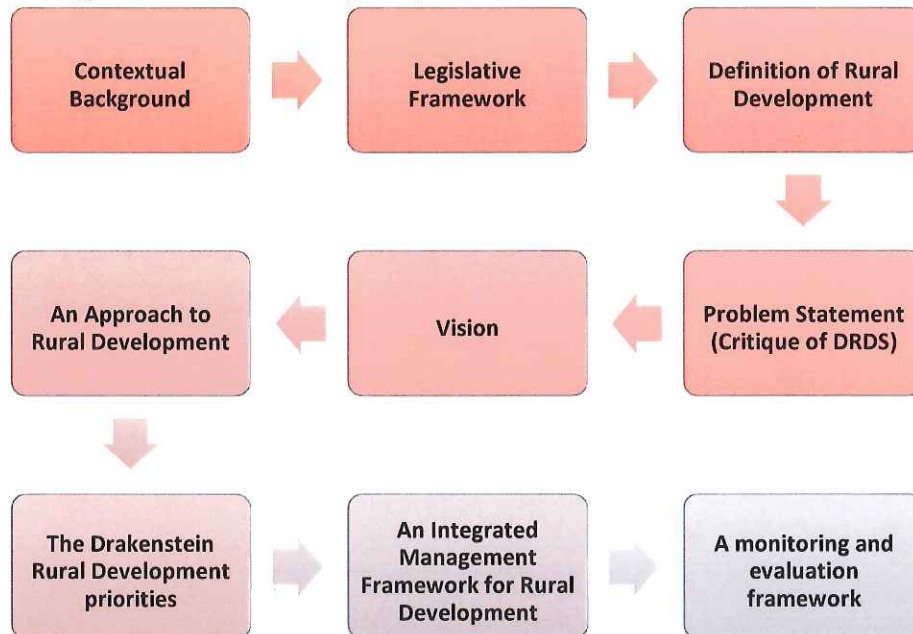 Contextual
Background
Legislative
Framework
Definition of Rural
Development
Problem Statement
(Critique of DRDS)
Vision
An Approach to
Rural Development
The Drakenstein
Rural Development
priorities
An Integrated
Management
Framework for Rural
Development
A monitoring and
evaluation
framework